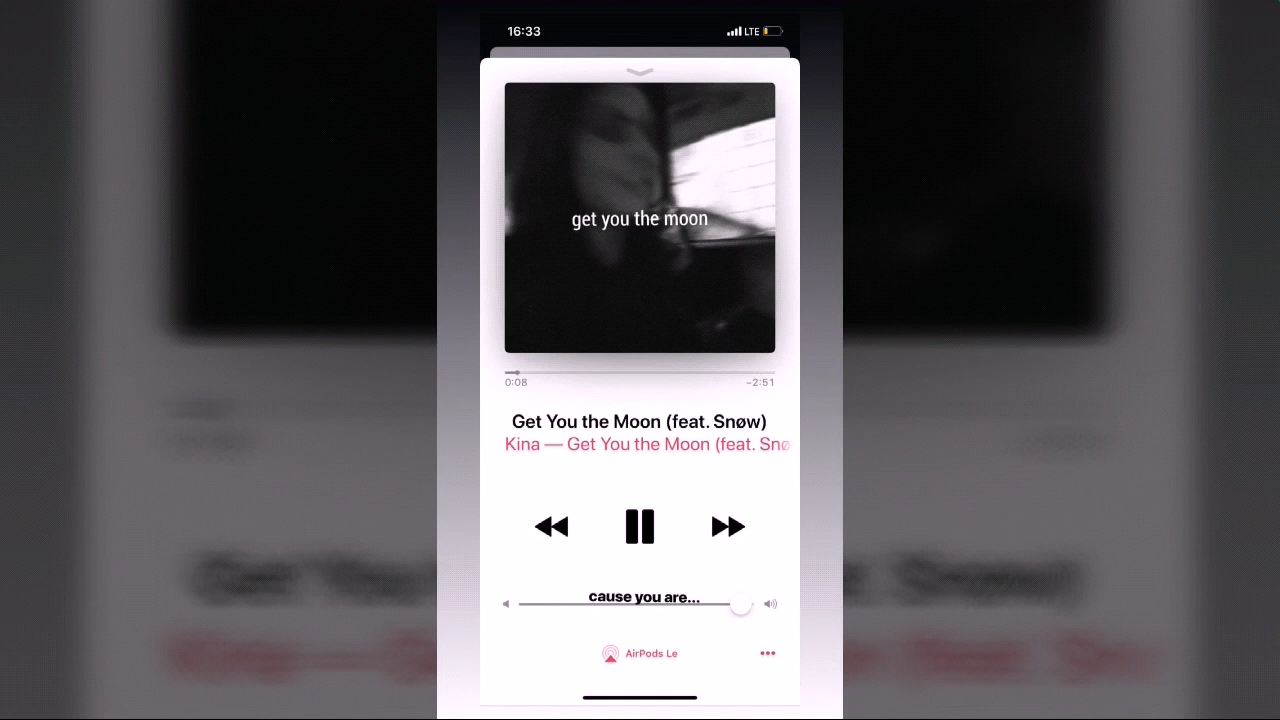 16:33
LTE
get you the moon
0:08
−2:51
Get You the Moon (feat. Snøw)
Kina — Get You the Moon (feat. Snø
cause you are...
AirPods Le